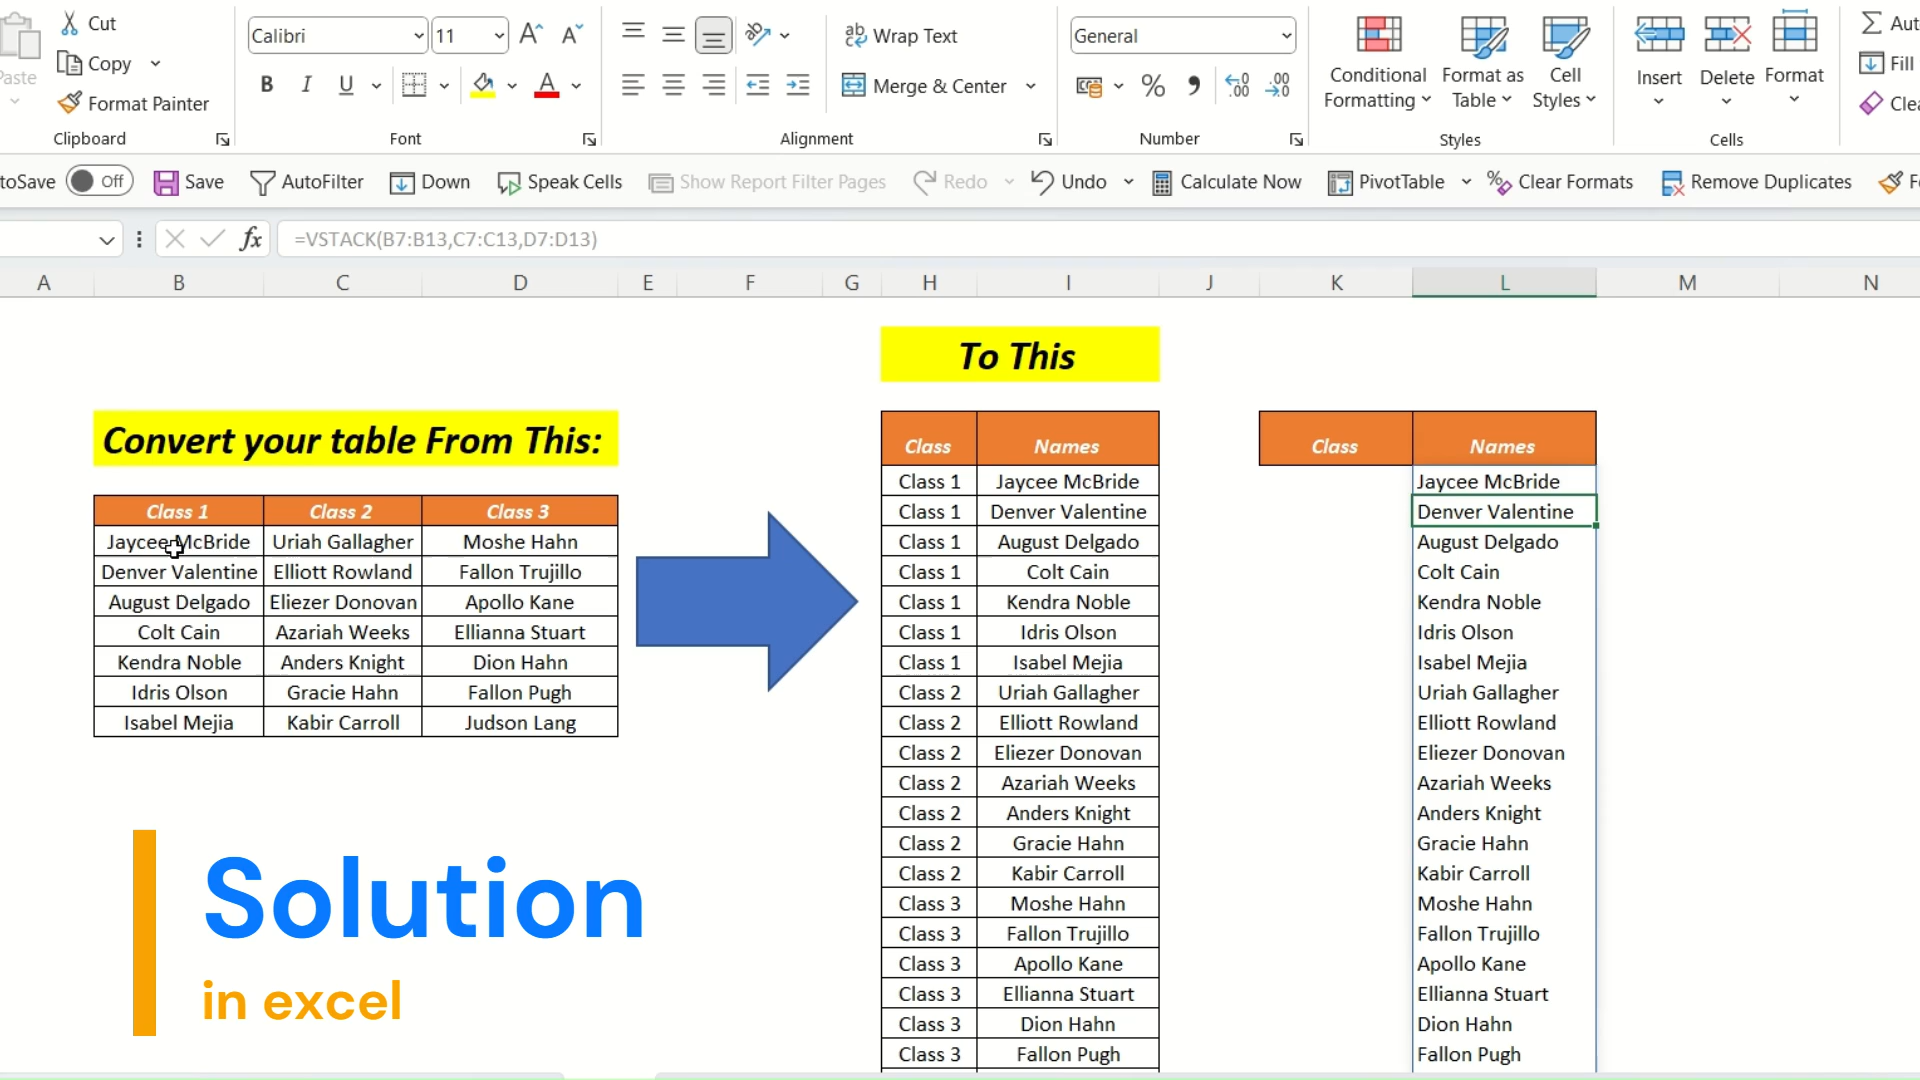 Cut
Calibri
11
Wrap Text
General
Paste
Copy
Conditional Formatting
Format as Table
Cell Styles
Insert
Delete
Format
Fill
B I U
Merge & Center
% , .00
Format Painter
Clipboard
Font
Alignment
Number
Styles
Cells
toSave Off Save AutoFilter Down Speak Cells Show Report Filter Pages Redo Undo Calculate Now PivotTable Clear Formats Remove Duplicates
fx =VSTACK(B7:B13,C7:C13,D7:D13)
A B C D E F G H I J K L M N
To This
Convert your table From This:
Class 1 Class 2 Class 3
Jaycee McBride Uriah Gallagher Moshe Hahn
Denver Valentine Elliott Rowland Fallon Trujillo
August Delgado Eliezer Donovan Apollo Kane
Colt Cain Azariah Weeks Ellianna Stuart
Kendra Noble Anders Knight Dion Hahn
Idris Olson Gracie Hahn Fallon Pugh
Isabel Mejia Kabir Carroll Judson Lang
Class Names
Class 1 Jaycee McBride
Class 1 Denver Valentine
Class 1 August Delgado
Class 1 Colt Cain
Class 1 Kendra Noble
Class 1 Idris Olson
Class 1 Isabel Mejia
Class 2 Uriah Gallagher
Class 2 Elliott Rowland
Class 2 Eliezer Donovan
Class 2 Azariah Weeks
Class 2 Anders Knight
Class 2 Gracie Hahn
Class 2 Kabir Carroll
Class 3 Moshe Hahn
Class 3 Fallon Trujillo
Class 3 Apollo Kane
Class 3 Ellianna Stuart
Class 3 Dion Hahn
Class 3 Fallon Pugh
Class Names
Jaycee McBride
Denver Valentine
August Delgado
Colt Cain
Kendra Noble
Idris Olson
Isabel Mejia
Uriah Gallagher
Elliott Rowland
Eliezer Donovan
Azariah Weeks
Anders Knight
Gracie Hahn
Kabir Carroll
Moshe Hahn
Fallon Trujillo
Apollo Kane
Ellianna Stuart
Dion Hahn
Fallon Pugh
Solution
in excel